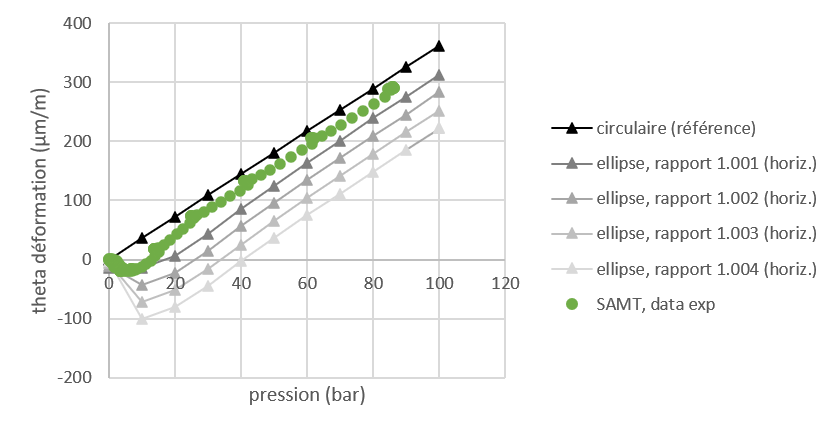 400
300
200
100
0
-100
-200
0 20 40 60 80 100 120
theta déformation (µm/m)
pression (bar)
circulaire (référence)
ellipse, rapport 1.001 (horiz.)
ellipse, rapport 1.002 (horiz.)
ellipse, rapport 1.003 (horiz.)
ellipse, rapport 1.004 (horiz.)
SAMT, data exp